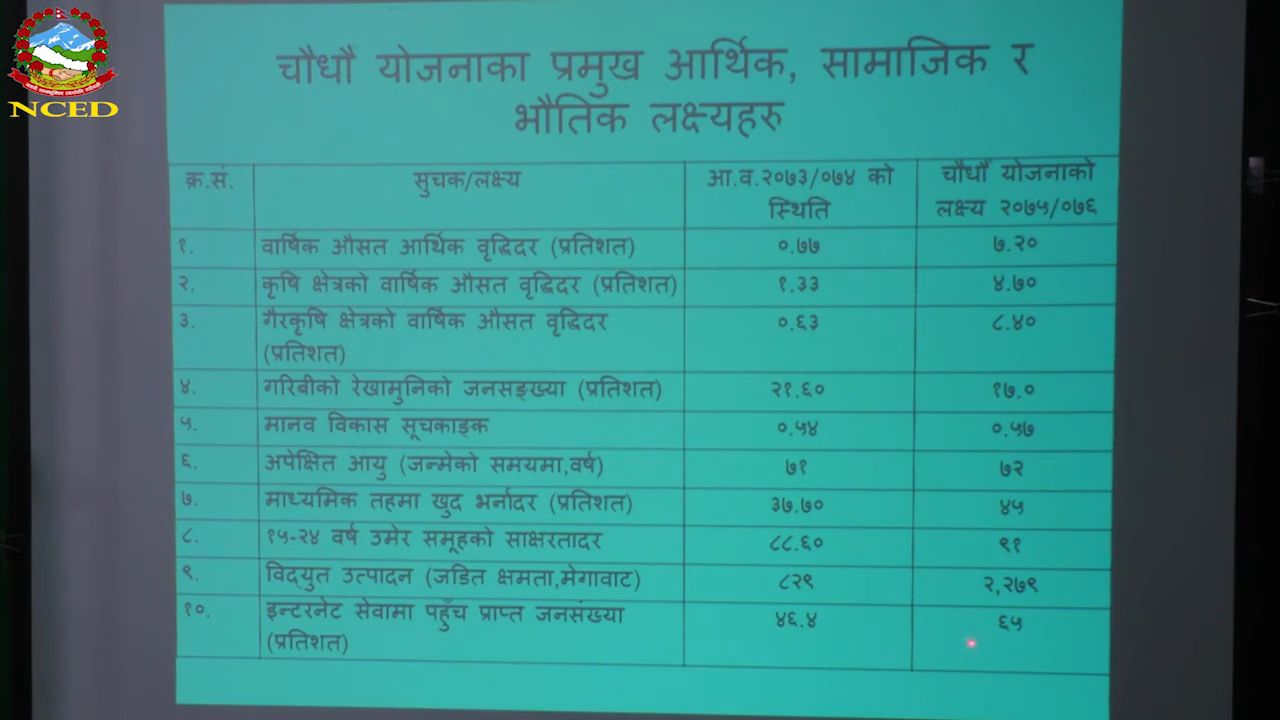 NCED
चौधौ योजनाका प्रमुख आर्थिक, सामाजिक र
भौतिक लक्ष्यहरु
क्र.सं. सुचक/लक्ष्य आ.व.२०७३/०७४ को स्थिति चौधौं योजनाको लक्ष्य २०७५/०७६
१. वार्षिक औसत आर्थिक वृद्धिदर (प्रतिशत) ०.७७ ७.२०
२. कृषि क्षेत्रको वार्षिक औसत वृद्धिदर (प्रतिशत) १.३३ ४.७०
३. गैरकृषि क्षेत्रको वार्षिक औसत वृद्धिदर ०.६३ ८.४०
(प्रतिशत)
४. गरिबीको रेखामुनिको जनसङ्ख्या (प्रतिशत) २१.६० १७.०
५. मानव विकास सूचकाङ्क ०.५४ ०.५७
६. अपेक्षित आयु (जन्मेको समयमा,वर्ष) ७१ ७२
७. माध्यमिक तहमा खुद भर्नादर (प्रतिशत) ३७.७० ४५
८. १५-२४ वर्ष उमेर समूहको साक्षरतादर ८८.६० ९१
९. विद्युत उत्पादन (जडित क्षमता,मेगावाट) ८२९ २,२७९
१०. इन्टरनेट सेवामा पहुँच प्राप्त जनसंख्या ४६.४ ६५
(प्रतिशत)